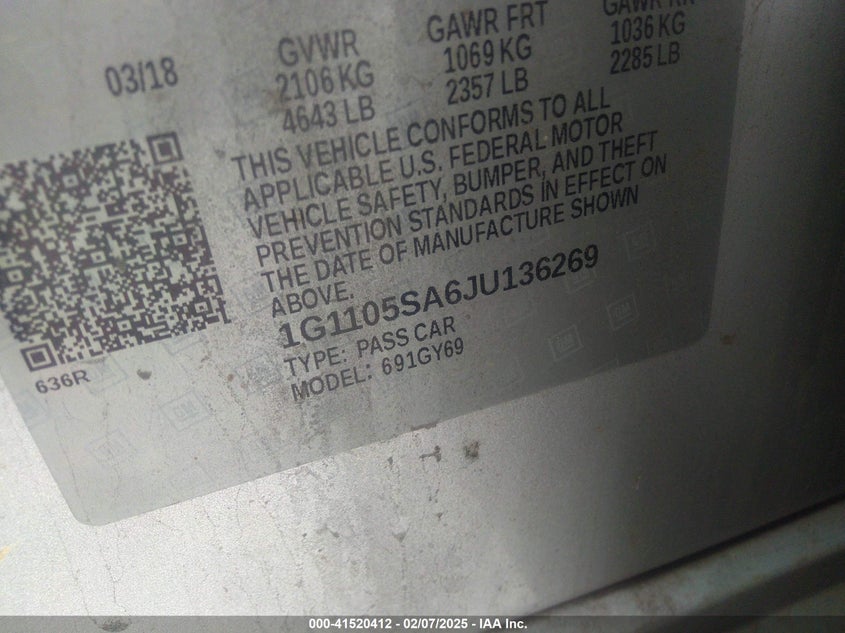 03/18
GVWR
2106 KG
4643 LB
GAWR FRT
1069 KG
2357 LB
GAWR RR
1036 KG
2285 LB
THIS VEHICLE CONFORMS TO ALL
APPLICABLE U.S. FEDERAL MOTOR
VEHICLE SAFETY, BUMPER, AND THEFT
PREVENTION STANDARDS IN EFFECT ON
THE DATE OF MANUFACTURE SHOWN
ABOVE.
1G1105SA6JU136269
TYPE: PASS CAR
MODEL: 691GY69
636R
GM
000-41520412 - 02/07/2025 - IAA Inc.